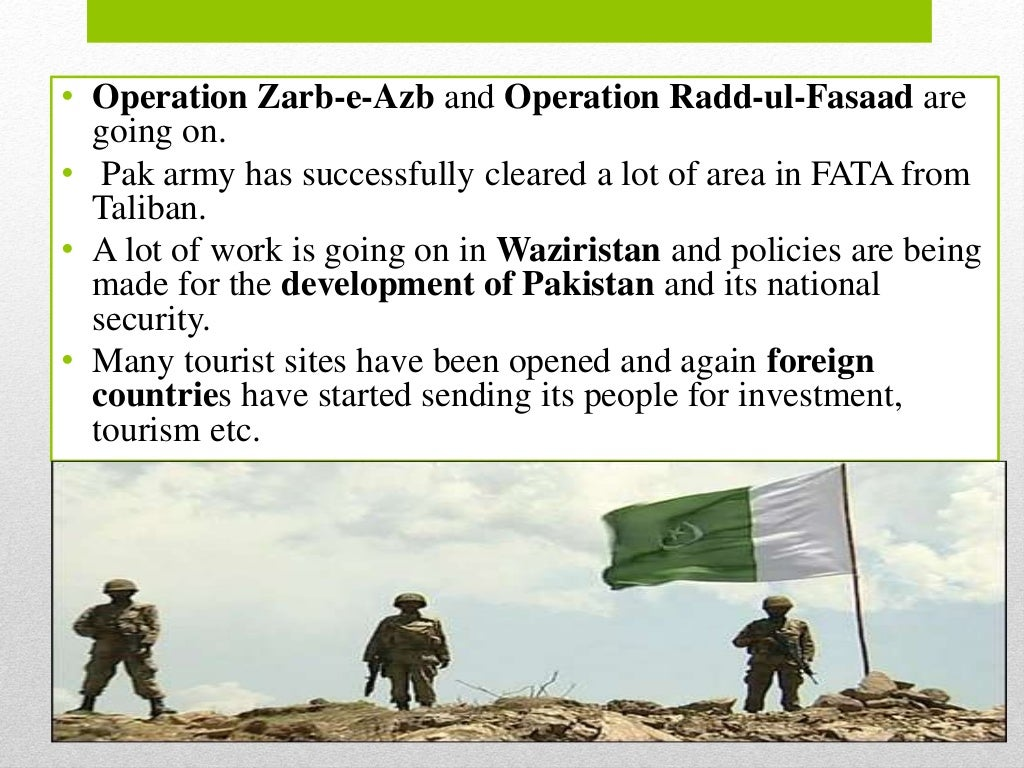 • Operation Zarb-e-Azb and Operation Radd-ul-Fasaad are
going on.
• Pak army has successfully cleared a lot of area in FATA from
Taliban.
• A lot of work is going on in Waziristan and policies are being
made for the development of Pakistan and its national
security.
• Many tourist sites have been opened and again foreign
countries have started sending its people for investment,
tourism etc.